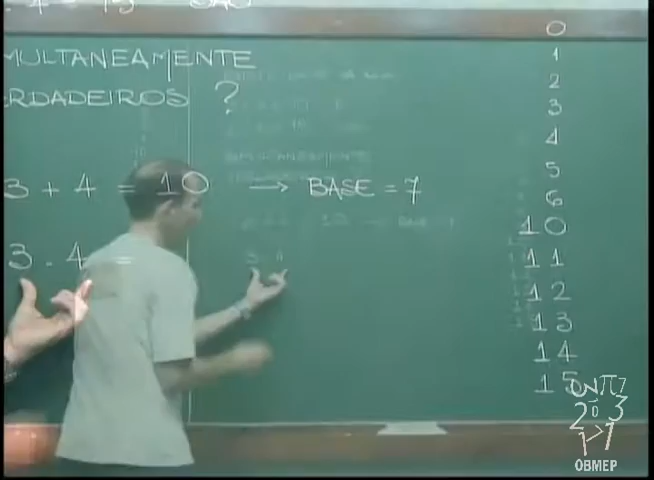 MULTANEAMENTE
RDADEIROS ?
3 + 4 = 10 → BASE = 7
3 . 4 =
0
1
2
3
4
5
6
10
11
12
13
14
15
OBMEP